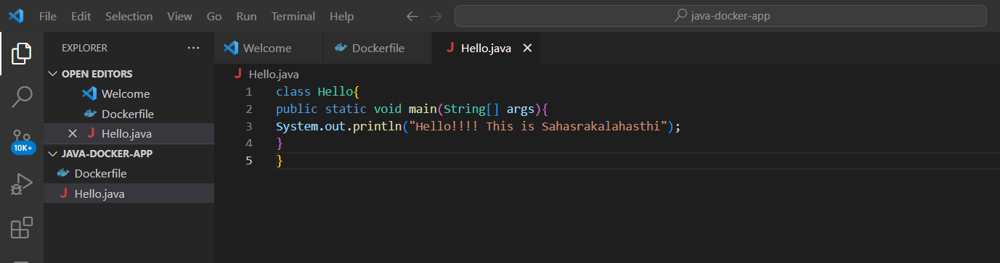 File Edit Selection View Go Run Terminal Help java-docker-app
EXPLORER
OPEN EDITORS
Welcome
Dockerfile
Hello.java
10K+
JAVA-DOCKER-APP
Dockerfile
Hello.java
Welcome Dockerfile J Hello.java
J Hello.java
1 class Hello{
2 public static void main(String[] args){
3 System.out.println("Hello!!!! This is Sahasrakalahasthi");
4 }
5 }